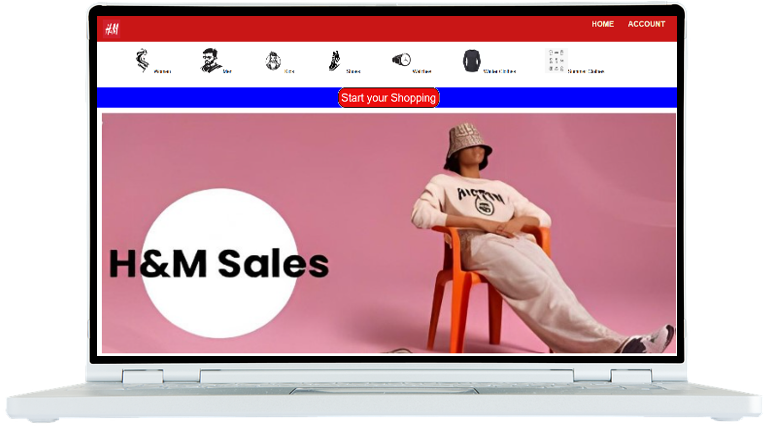 H&M
HOME ACCOUNT
Women Men Kids Shoes Watches Winter Clothes Summer Clothes
Start your Shopping
H&M Sales